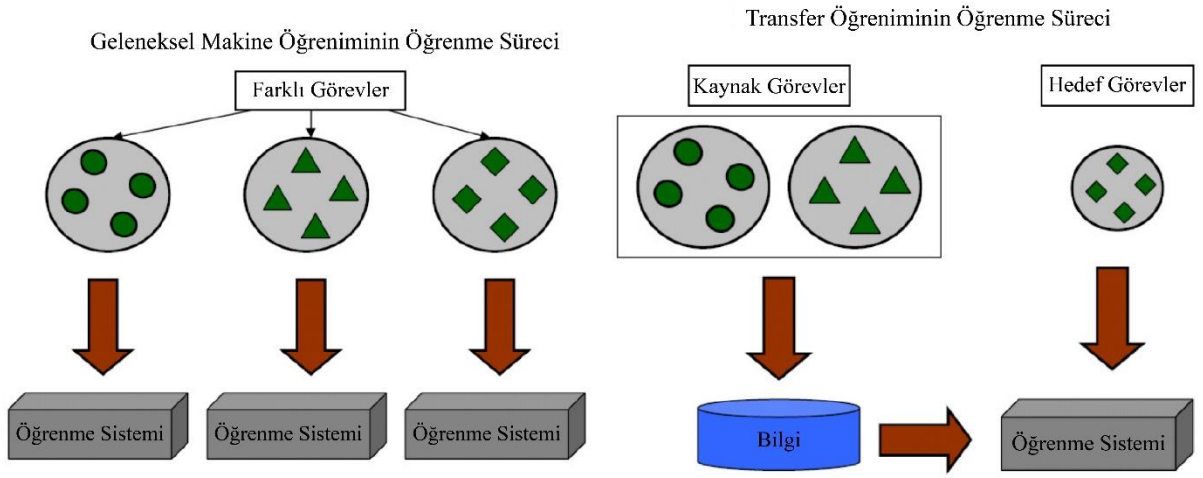 Geleneksel Makine Öğreniminin Öğrenme Süreci
Farklı Görevler
Öğrenme Sistemi
Öğrenme Sistemi
Öğrenme Sistemi
Transfer Öğreniminin Öğrenme Süreci
Kaynak Görevler
Hedef Görevler
Bilgi
Öğrenme Sistemi